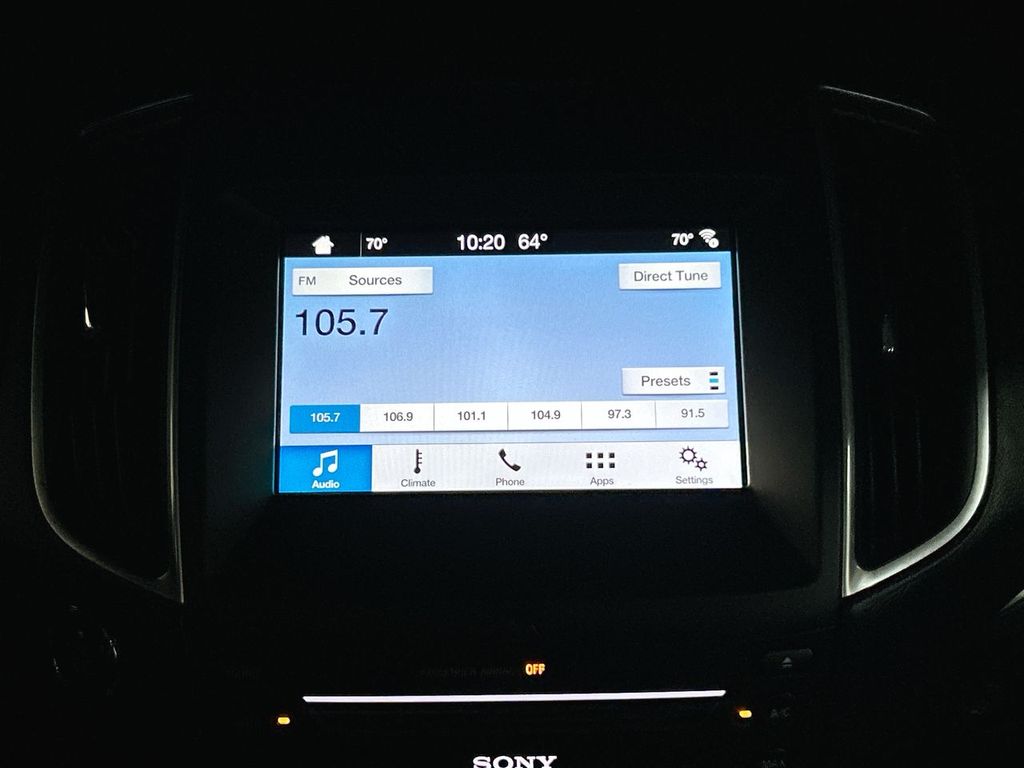 70° 10:20 64° 70°
FM Sources Direct Tune
105.7
Presets
105.7 106.9 101.1 104.9 97.3 91.5
Audio Climate Phone Apps Settings
OFF
A/C
SONY